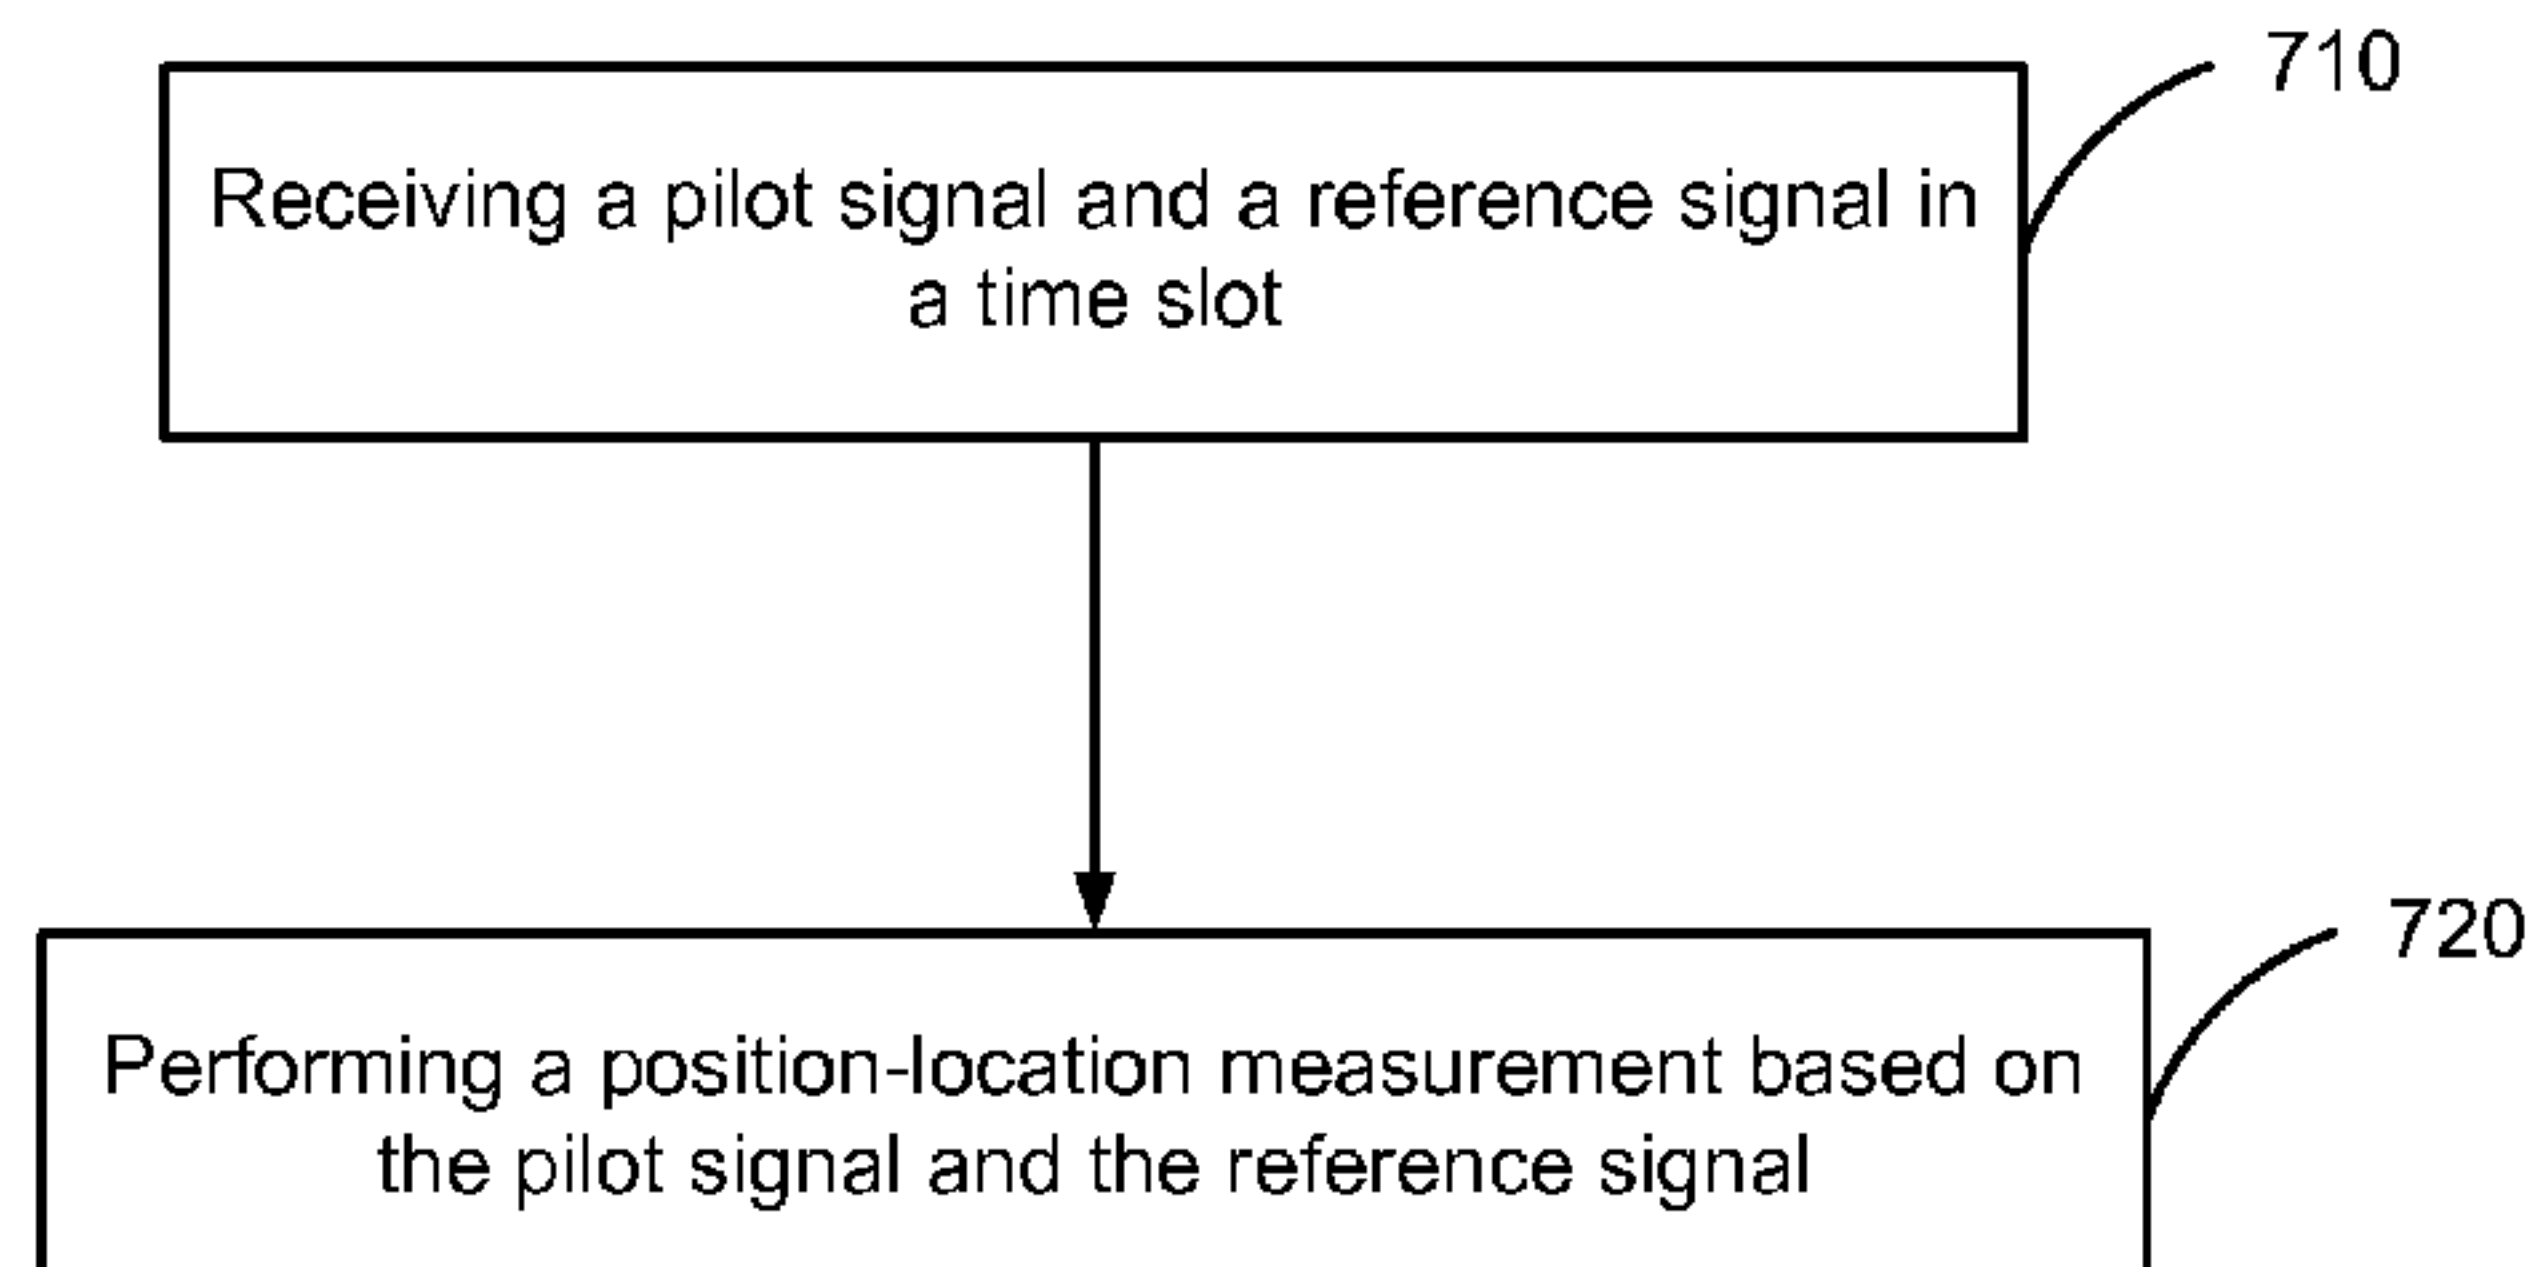 710
Receiving a pilot signal and a reference signal in
a time slot
720
Performing a position-location measurement based on
the pilot signal and the reference signal